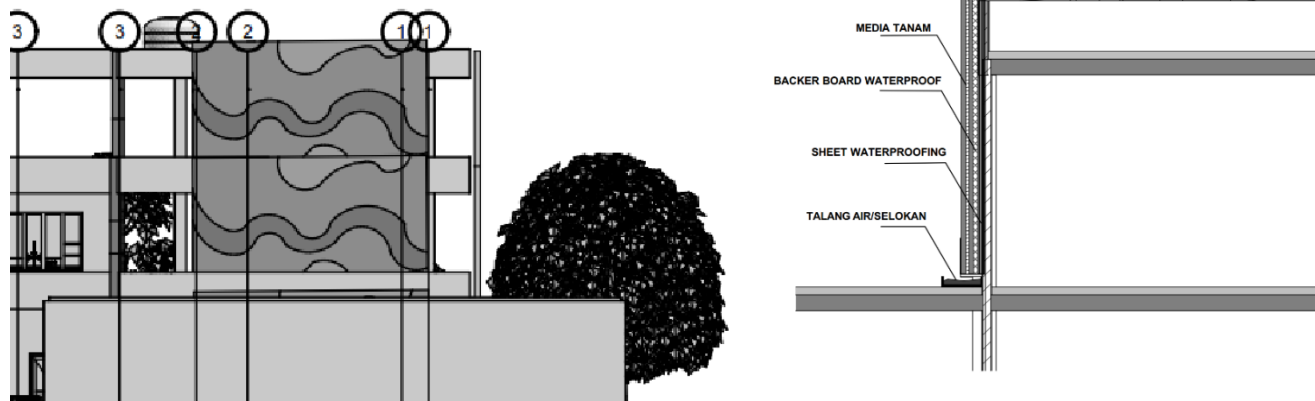 3
3
2
2
1
1
MEDIA TANAM
BACKER BOARD WATERPROOF
SHEET WATERPROOFING
TALANG AIR/SELOKAN